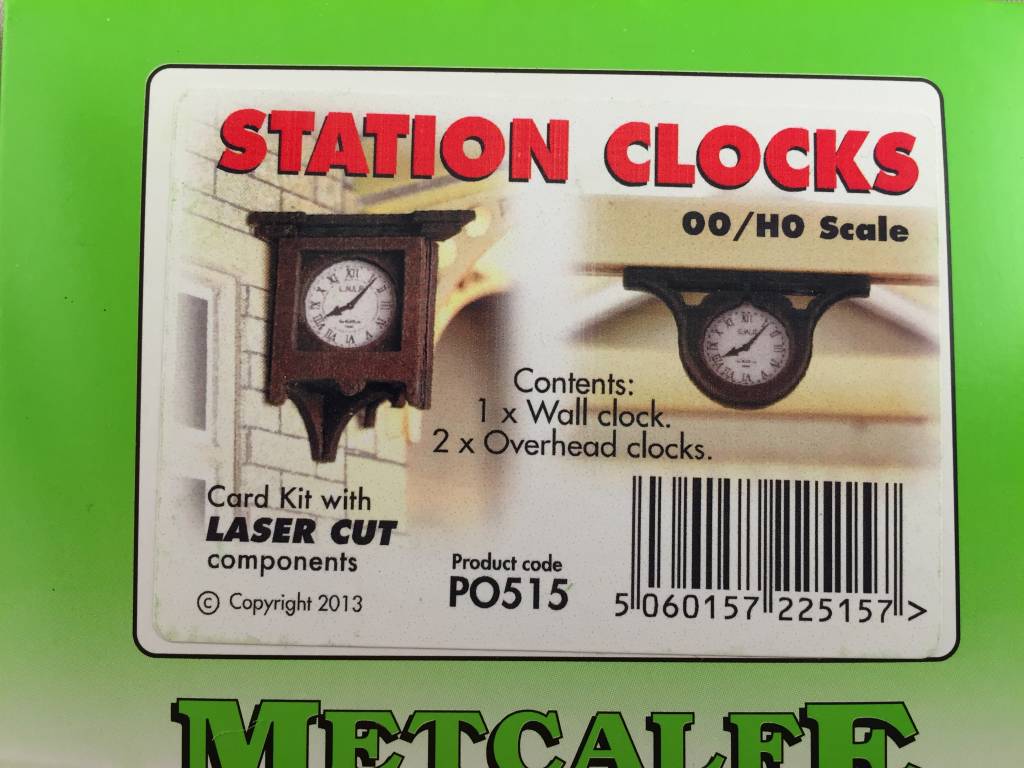 STATION CLOCKS
OO/HO Scale
Contents:
1 x Wall clock.
2 x Overhead clocks.
Card Kit with
LASER CUT
components
© Copyright 2013
Product code
PO515
5 060157 225157 >
METCALFE